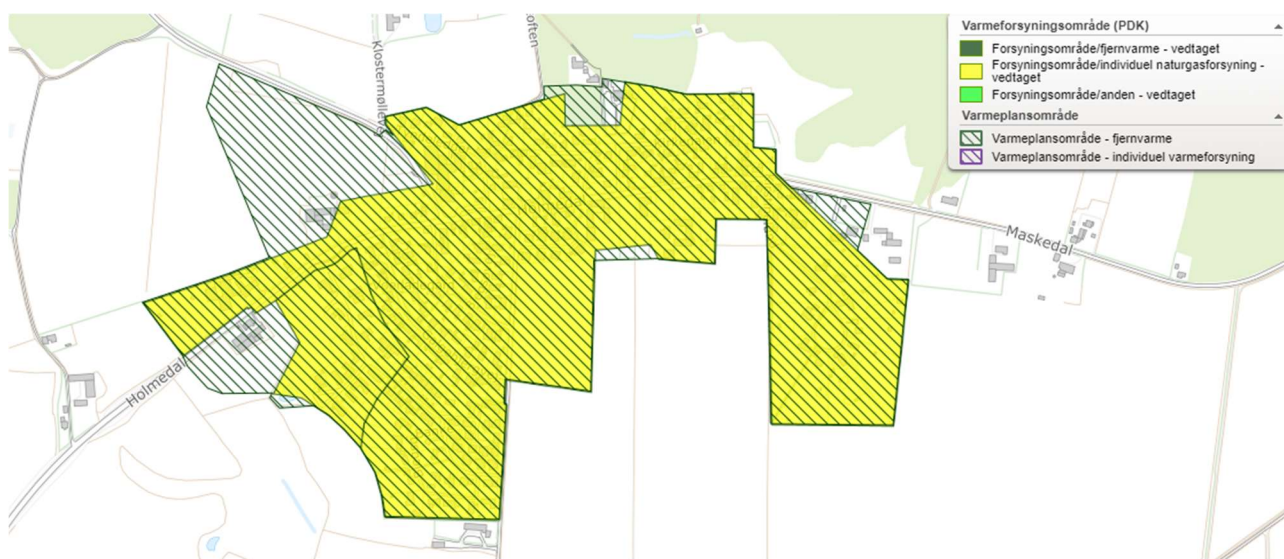 Varmeforsyningsområde (PDK)
Forsyningsområde/fjernvarme - vedtaget
Forsyningsområde/individuel naturgasforsyning -
vedtaget
Forsyningsområde/anden - vedtaget
Varmeplansområde
Varmeplansområde - fjernvarme
Varmeplansområde - individuel varmeforsyning
Maskedal
Holmedal